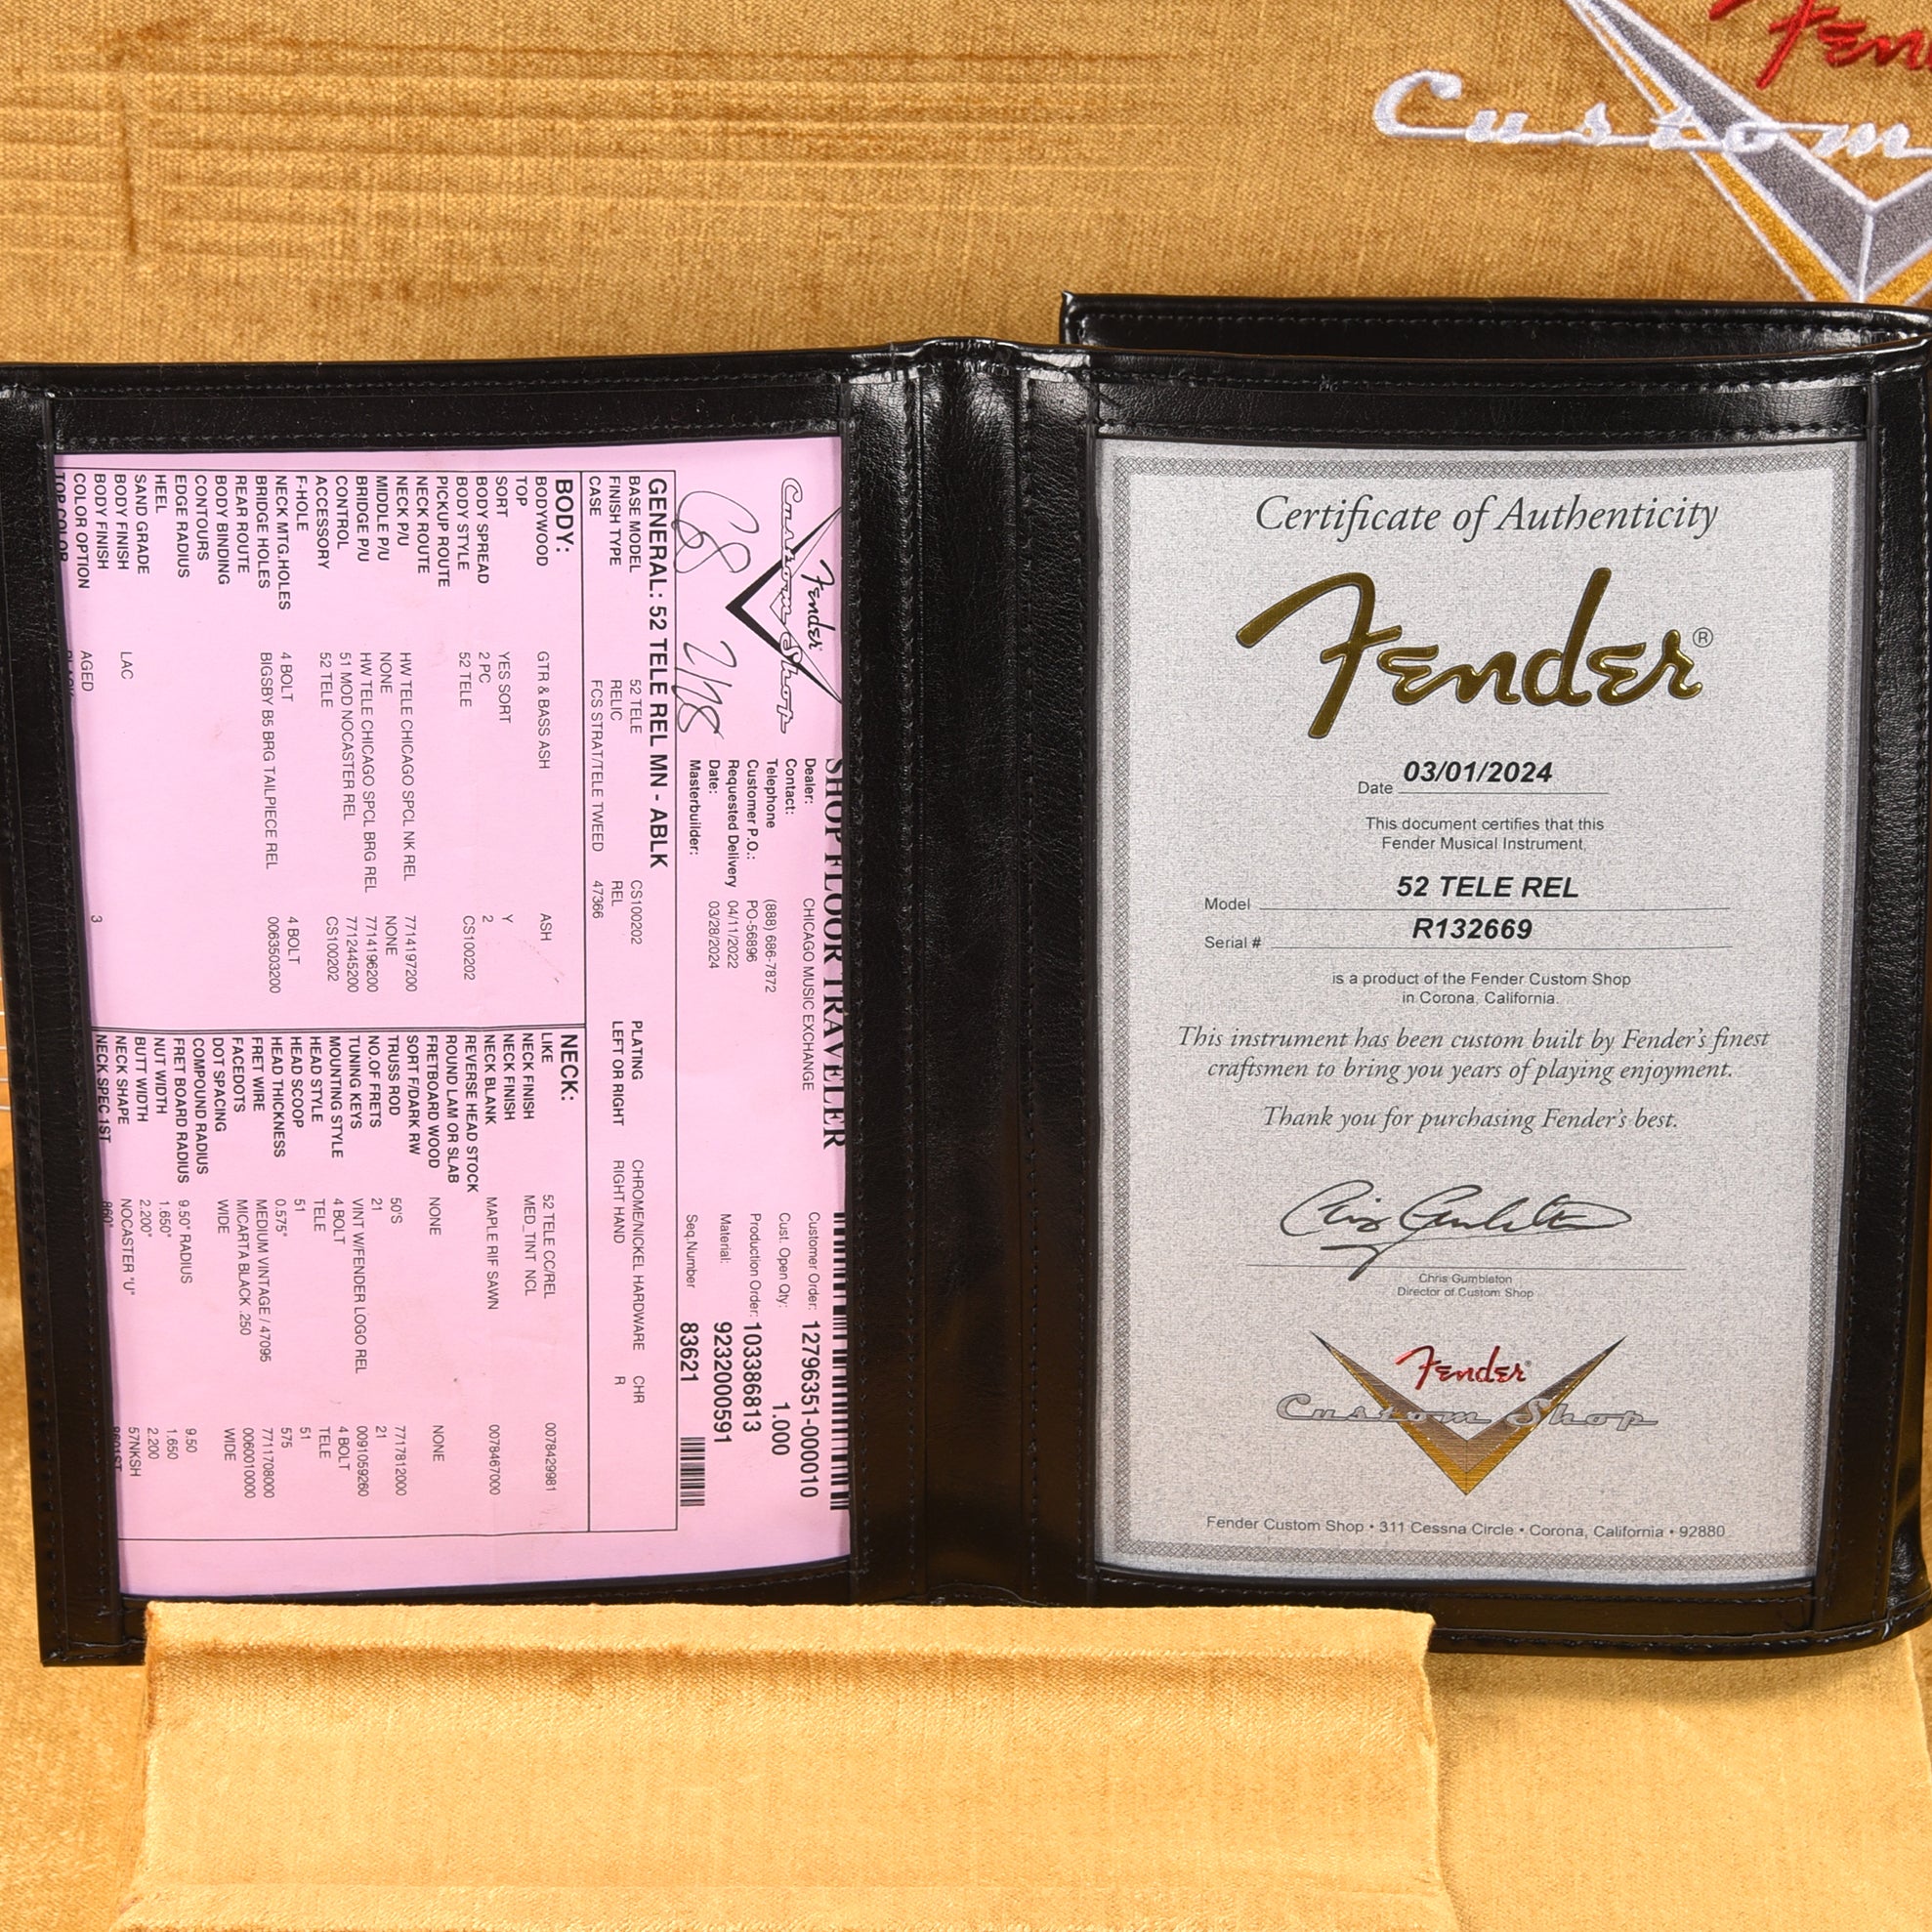 Fen
Custom
Fender
Custom Shop
SHOP FLOOR TRAVELER
Dealer: CHICAGO MUSIC EXCHANGE
Contact:
Telephone (888) 686-7872
Customer P.O.: PO-56896
Requested Delivery 04/11/2022
Date: 03/28/2024
Masterbuilder:
Customer Order: 12796351-000010
Cust. Open Qty: 1.000
Production Order: 103386813
Material: 9232000591
Seq.Number 83621
GENERAL: 52 TELE REL MN - ABLK
BASE MODEL 52 TELE CS100202 PLATING CHROME/NICKEL HARDWARE CHR
FINISH TYPE RELIC REL LEFT OR RIGHT RIGHT HAND R
CASE FCS STRAT/TELE TWEED 47366
BODY:
BODYWOOD GTR & BASS ASH ASH
TOP
SORT YES SORT Y
BODY SPREAD 2 PC 2
BODY STYLE 52 TELE CS100202
PICKUP ROUTE
NECK ROUTE
NECK P/U HW TELE CHICAGO SPCL NK REL 7714197200
MIDDLE P/U NONE NONE
BRIDGE P/U HW TELE CHICAGO SPCL BRG REL 7714196200
CONTROL 51 MOD NOCASTER REL 7712445200
ACCESSORY 52 TELE CS100202
F-HOLE
NECK MTG.HOLES 4 BOLT 4 BOLT
BRIDGE HOLES BIGSBY B5 BRG TAILPIECE REL 0063503200
REAR ROUTE
BODY BINDING
CONTOURS
EDGE RADIUS
HEEL
SAND GRADE
BODY FINISH LAC
BODY FINISH
COLOR OPTION AGED 3
TOP COLOR
NECK:
LIKE 52 TELE CC/REL 0078429981
NECK FINISH MED_TINT NCL
NECK FINISH
NECK BLANK MAPLE RIF SAWN 0078467000
REVERSE HEAD STOCK
ROUND LAM OR SLAB
FRETBOARD WOOD NONE NONE
SORT F/DARK RW
TRUSS ROD 50'S 7717812000
NO.OF FRETS 21 21
TUNING KEYS VINT W/FENDER LOGO REL 0091059260
MOUNTING STYLE 4 BOLT 4 BOLT
HEAD STYLE TELE TELE
HEAD SCOOP 51 51
HEAD THICKNESS 0.575" 575
FRET WIRE MEDIUM VINTAGE / 47095 7711708000
FACEDOTS MICARTA BLACK .250 0060010000
DOT SPACING WIDE WIDE
COMPOUND RADIUS
FRET BOARD RADIUS 9.50" RADIUS 9.50
NUT WIDTH 1.650" 1.650
BUTT WIDTH 2.200" 2.200
NECK SHAPE NOCASTER "U" 57NKSH
NECK SPEC 1ST
Certificate of Authenticity
Fender®
Date 03/01/2024
This document certifies that this
Fender Musical Instrument,
Model 52 TELE REL
Serial # R132669
is a product of the Fender Custom Shop
in Corona, California.
This instrument has been custom built by Fender's finest
craftsmen to bring you years of playing enjoyment.
Thank you for purchasing Fender's best.
Chris Gumbleton
Director of Custom Shop
Fender®
Custom Shop
Fender Custom Shop • 311 Cessna Circle • Corona, California • 92880